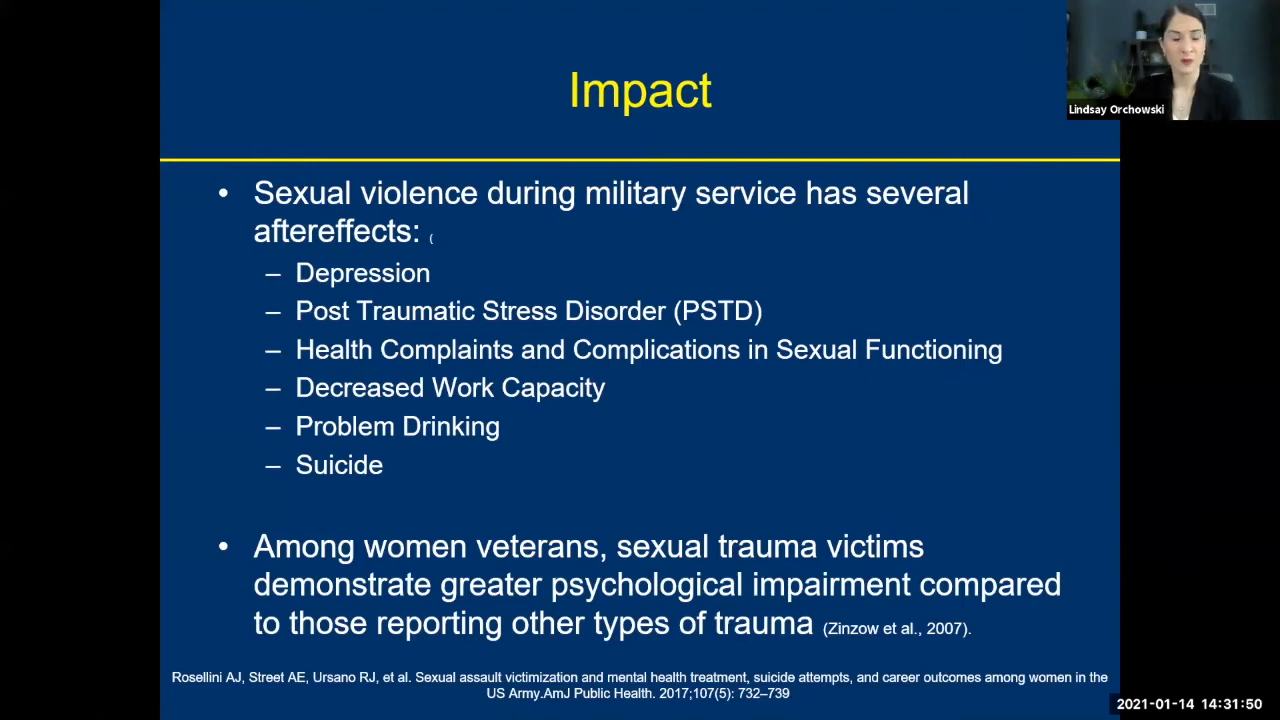 Impact
Lindsay Orchowski
• Sexual violence during military service has several
aftereffects: (
– Depression
– Post Traumatic Stress Disorder (PSTD)
– Health Complaints and Complications in Sexual Functioning
– Decreased Work Capacity
– Problem Drinking
– Suicide
• Among women veterans, sexual trauma victims
demonstrate greater psychological impairment compared
to those reporting other types of trauma (Zinzow et al., 2007).
Rosellini AJ, Street AE, Ursano RJ, et al. Sexual assault victimization and mental health treatment, suicide attempts, and career outcomes among women in the
US Army.AmJ Public Health. 2017;107(5): 732–739
2021-01-14 14:31:50